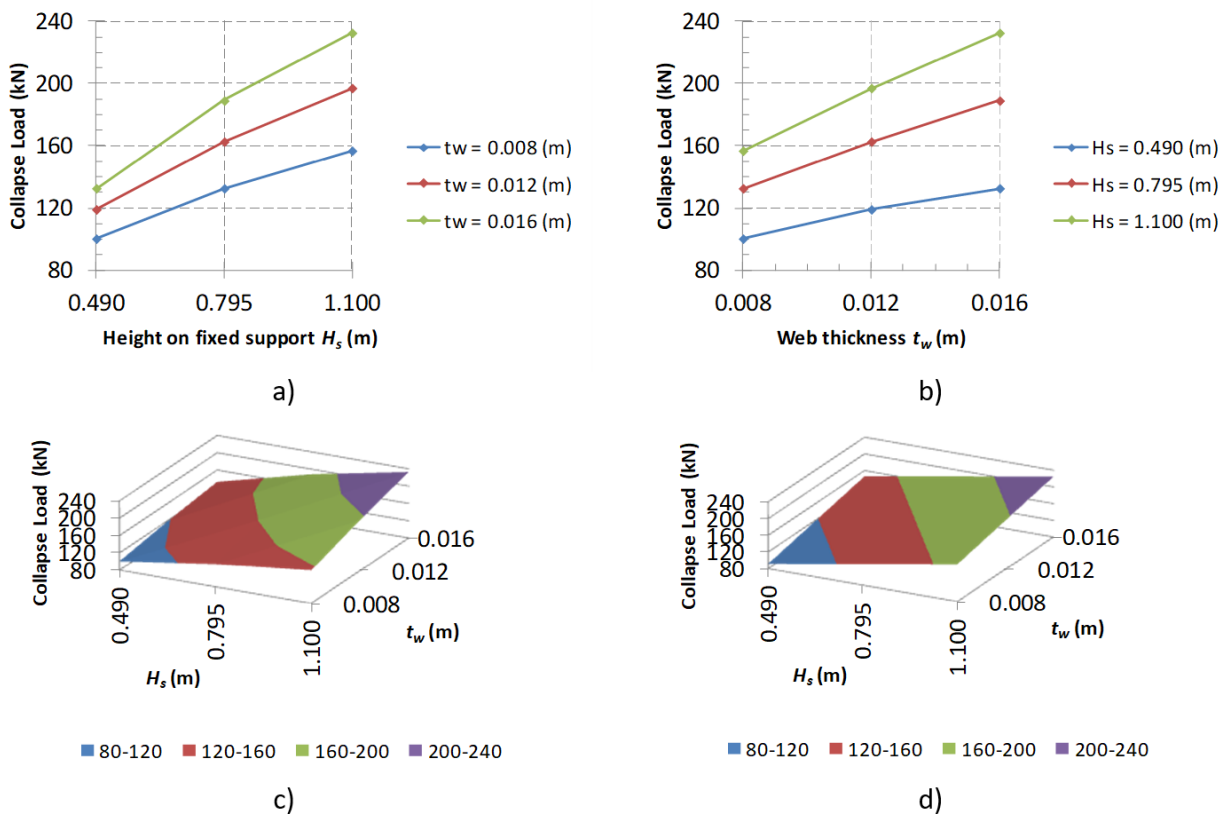 240
200
160
120
80
Collapse Load (kN)
0.490
0.795
1.100
Height on fixed support Hs (m)
tw = 0.008 (m)
tw = 0.012 (m)
tw = 0.016 (m)
a)
240
200
160
120
80
Collapse Load (kN)
0.008
0.012
0.016
Web thickness tw (m)
Hs = 0.490 (m)
Hs = 0.795 (m)
Hs = 1.100 (m)
b)
Collapse Load (kN)
240
200
160
120
80
0.490
0.795
1.100
Hs (m)
0.016
0.012
0.008
tw (m)
80-120 120-160 160-200 200-240
c)
Collapse Load (kN)
240
200
160
120
80
0.490
0.795
1.100
Hs (m)
0.016
0.012
0.008
tw (m)
80-120 120-160 160-200 200-240
d)